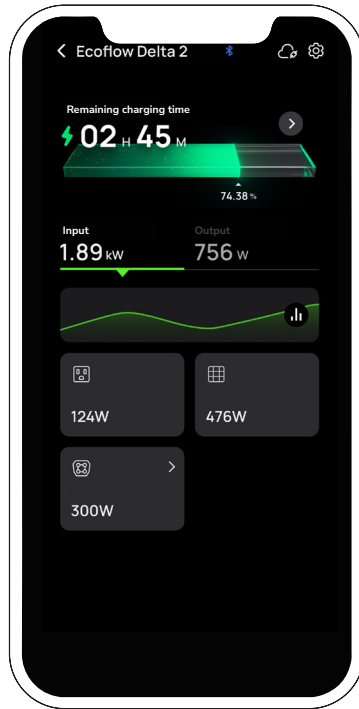 Ecoflow Delta 2
Remaining charging time
02 H 45 M
74.38 %
Input
Output
1.89 kW
756 W
124W
476W
300W